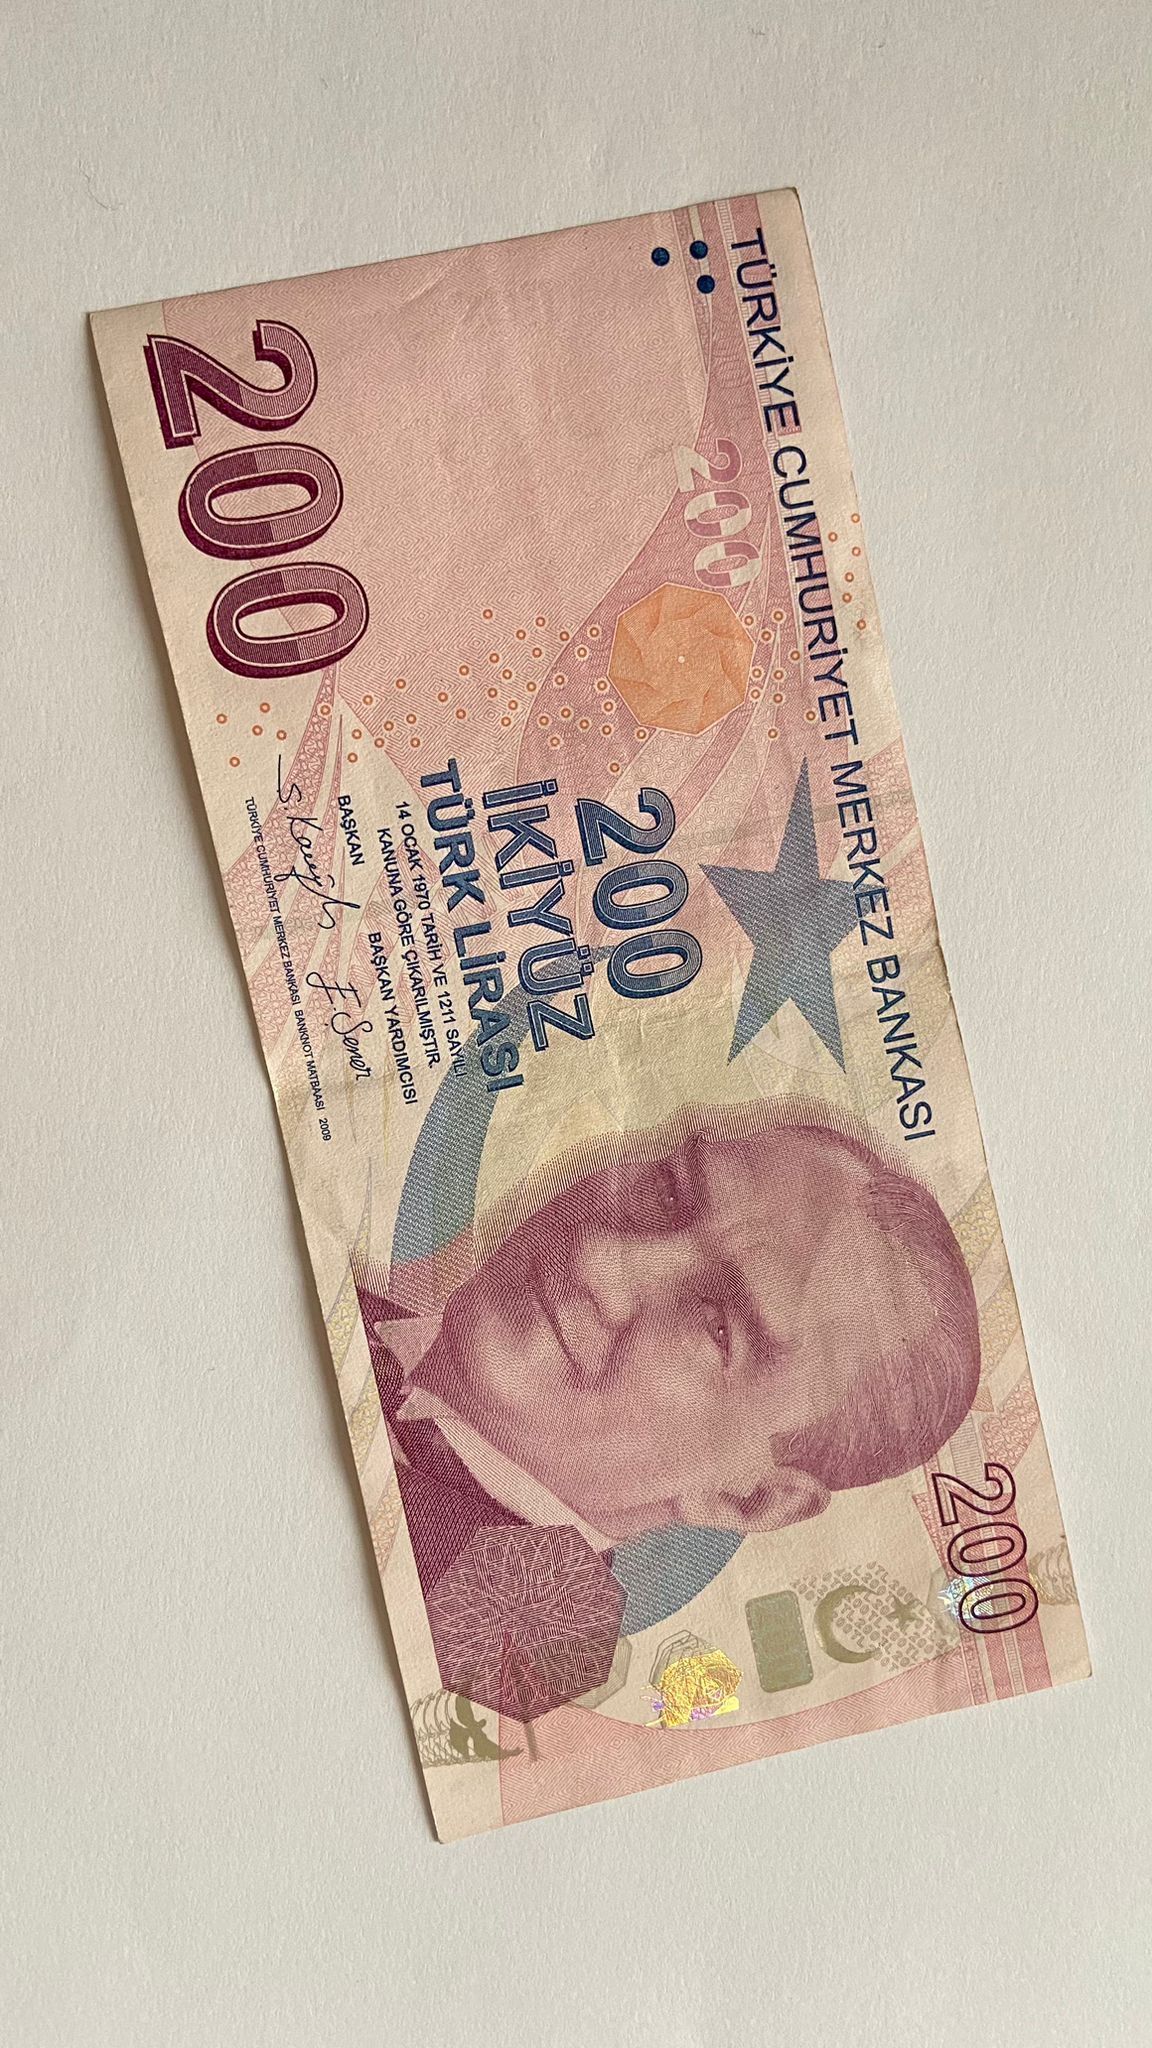 TÜRKİYE CUMHURİYET MERKEZ BANKASI
200
200
200
İKİYÜZ
TÜRK LİRASI
14 OCAK 1970 TARİH VE 1211 SAYILI
KANUNA GÖRE ÇIKARILMIŞTIR.
BAŞKAN BAŞKAN YARDIMCISI
F. Şener
TÜRKİYE CUMHURİYET MERKEZ BANKASI BANKNOT MATBAASI 2009
200